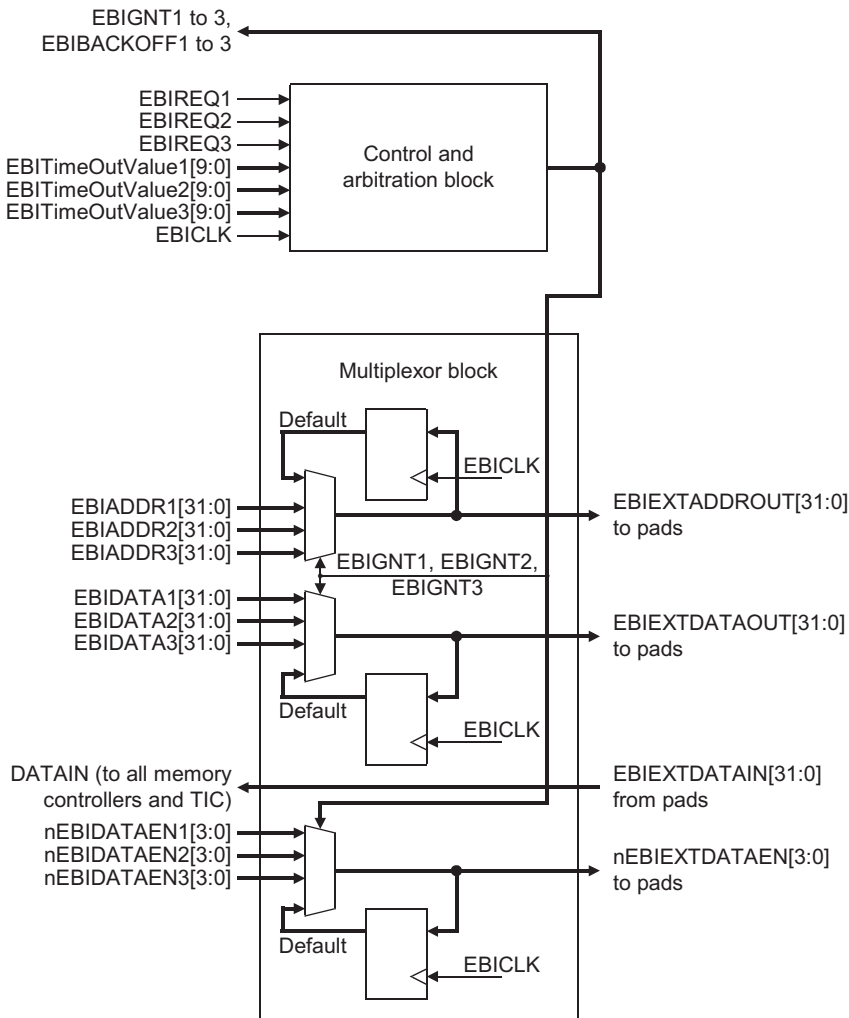 EBIGNT1 to 3,
EBIBACKOFF1 to 3
EBIREQ1
EBIREQ2
EBIREQ3
EBITimeOutValue1[9:0]
EBITimeOutValue2[9:0]
EBITimeOutValue3[9:0]
EBICLK
Control and
arbitration block
Multiplexor block
Default
EBICLK
EBIADDR1[31:0]
EBIADDR2[31:0]
EBIADDR3[31:0]
EBIEXTADDROUT[31:0]
to pads
EBIGNT1, EBIGNT2,
EBIGNT3
EBIDATA1[31:0]
EBIDATA2[31:0]
EBIDATA3[31:0]
EBIEXTDATAOUT[31:0]
to pads
Default
EBICLK
DATAIN (to all memory
controllers and TIC)
EBIEXTDATAIN[31:0]
from pads
nEBIDATAEN1[3:0]
nEBIDATAEN2[3:0]
nEBIDATAEN3[3:0]
nEBIEXTDATAEN[3:0]
to pads
Default
EBICLK